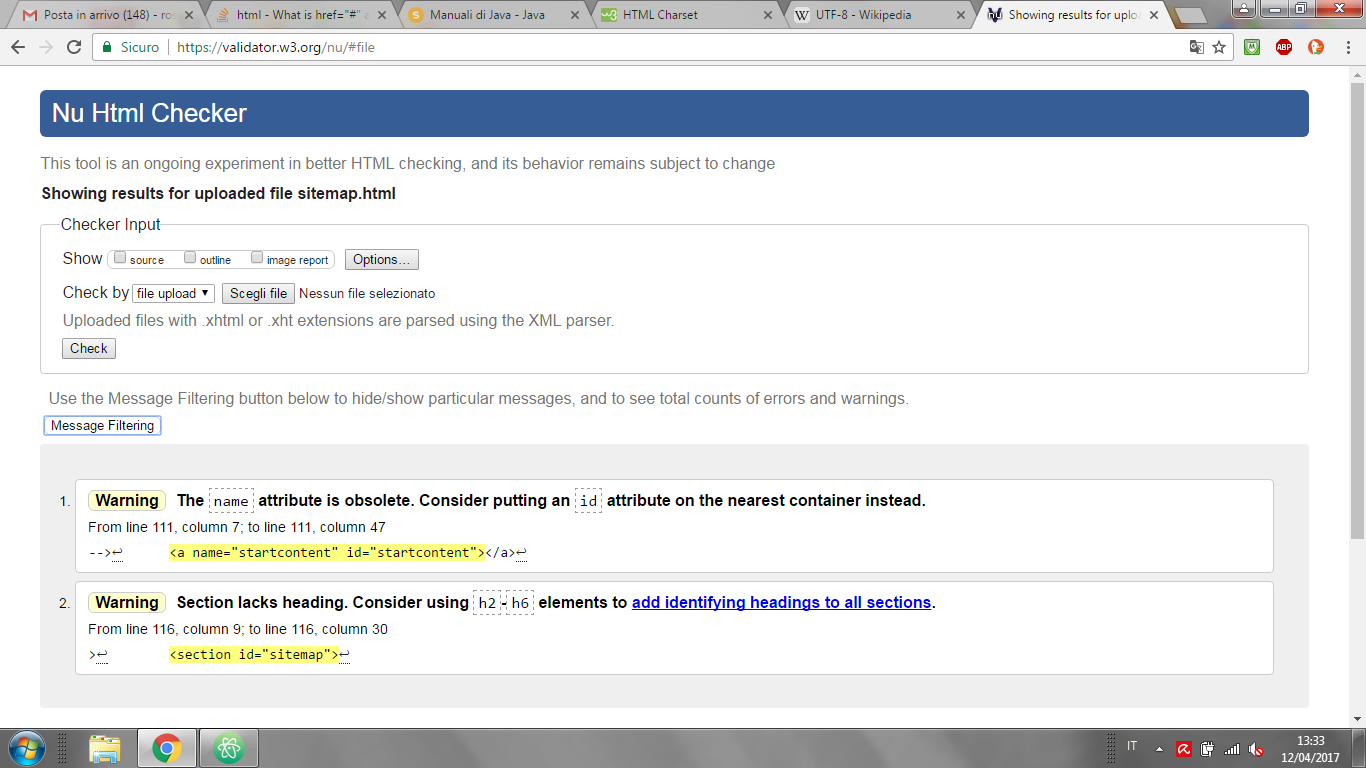 Posta in arrivo (148) - ros
html - What is href="#" a
Manuali di Java - Java
HTML Charset
UTF-8 - Wikipedia
Showing results for uplo
Sicuro https://validator.w3.org/nu/#file
ABP
Nu Html Checker
This tool is an ongoing experiment in better HTML checking, and its behavior remains subject to change
Showing results for uploaded file sitemap.html
Checker Input
Show source outline image report Options...
Check by file upload Scegli file Nessun file selezionato
Uploaded files with .xhtml or .xht extensions are parsed using the XML parser.
Check
Use the Message Filtering button below to hide/show particular messages, and to see total counts of errors and warnings.
Message Filtering
1. Warning The name attribute is obsolete. Consider putting an id attribute on the nearest container instead.
From line 111, column 7; to line 111, column 47
-->↩ <a name="startcontent" id="startcontent"></a>↩
2. Warning Section lacks heading. Consider using h2-h6 elements to add identifying headings to all sections.
From line 116, column 9; to line 116, column 30
>↩ <section id="sitemap">↩
IT
13:33
12/04/2017